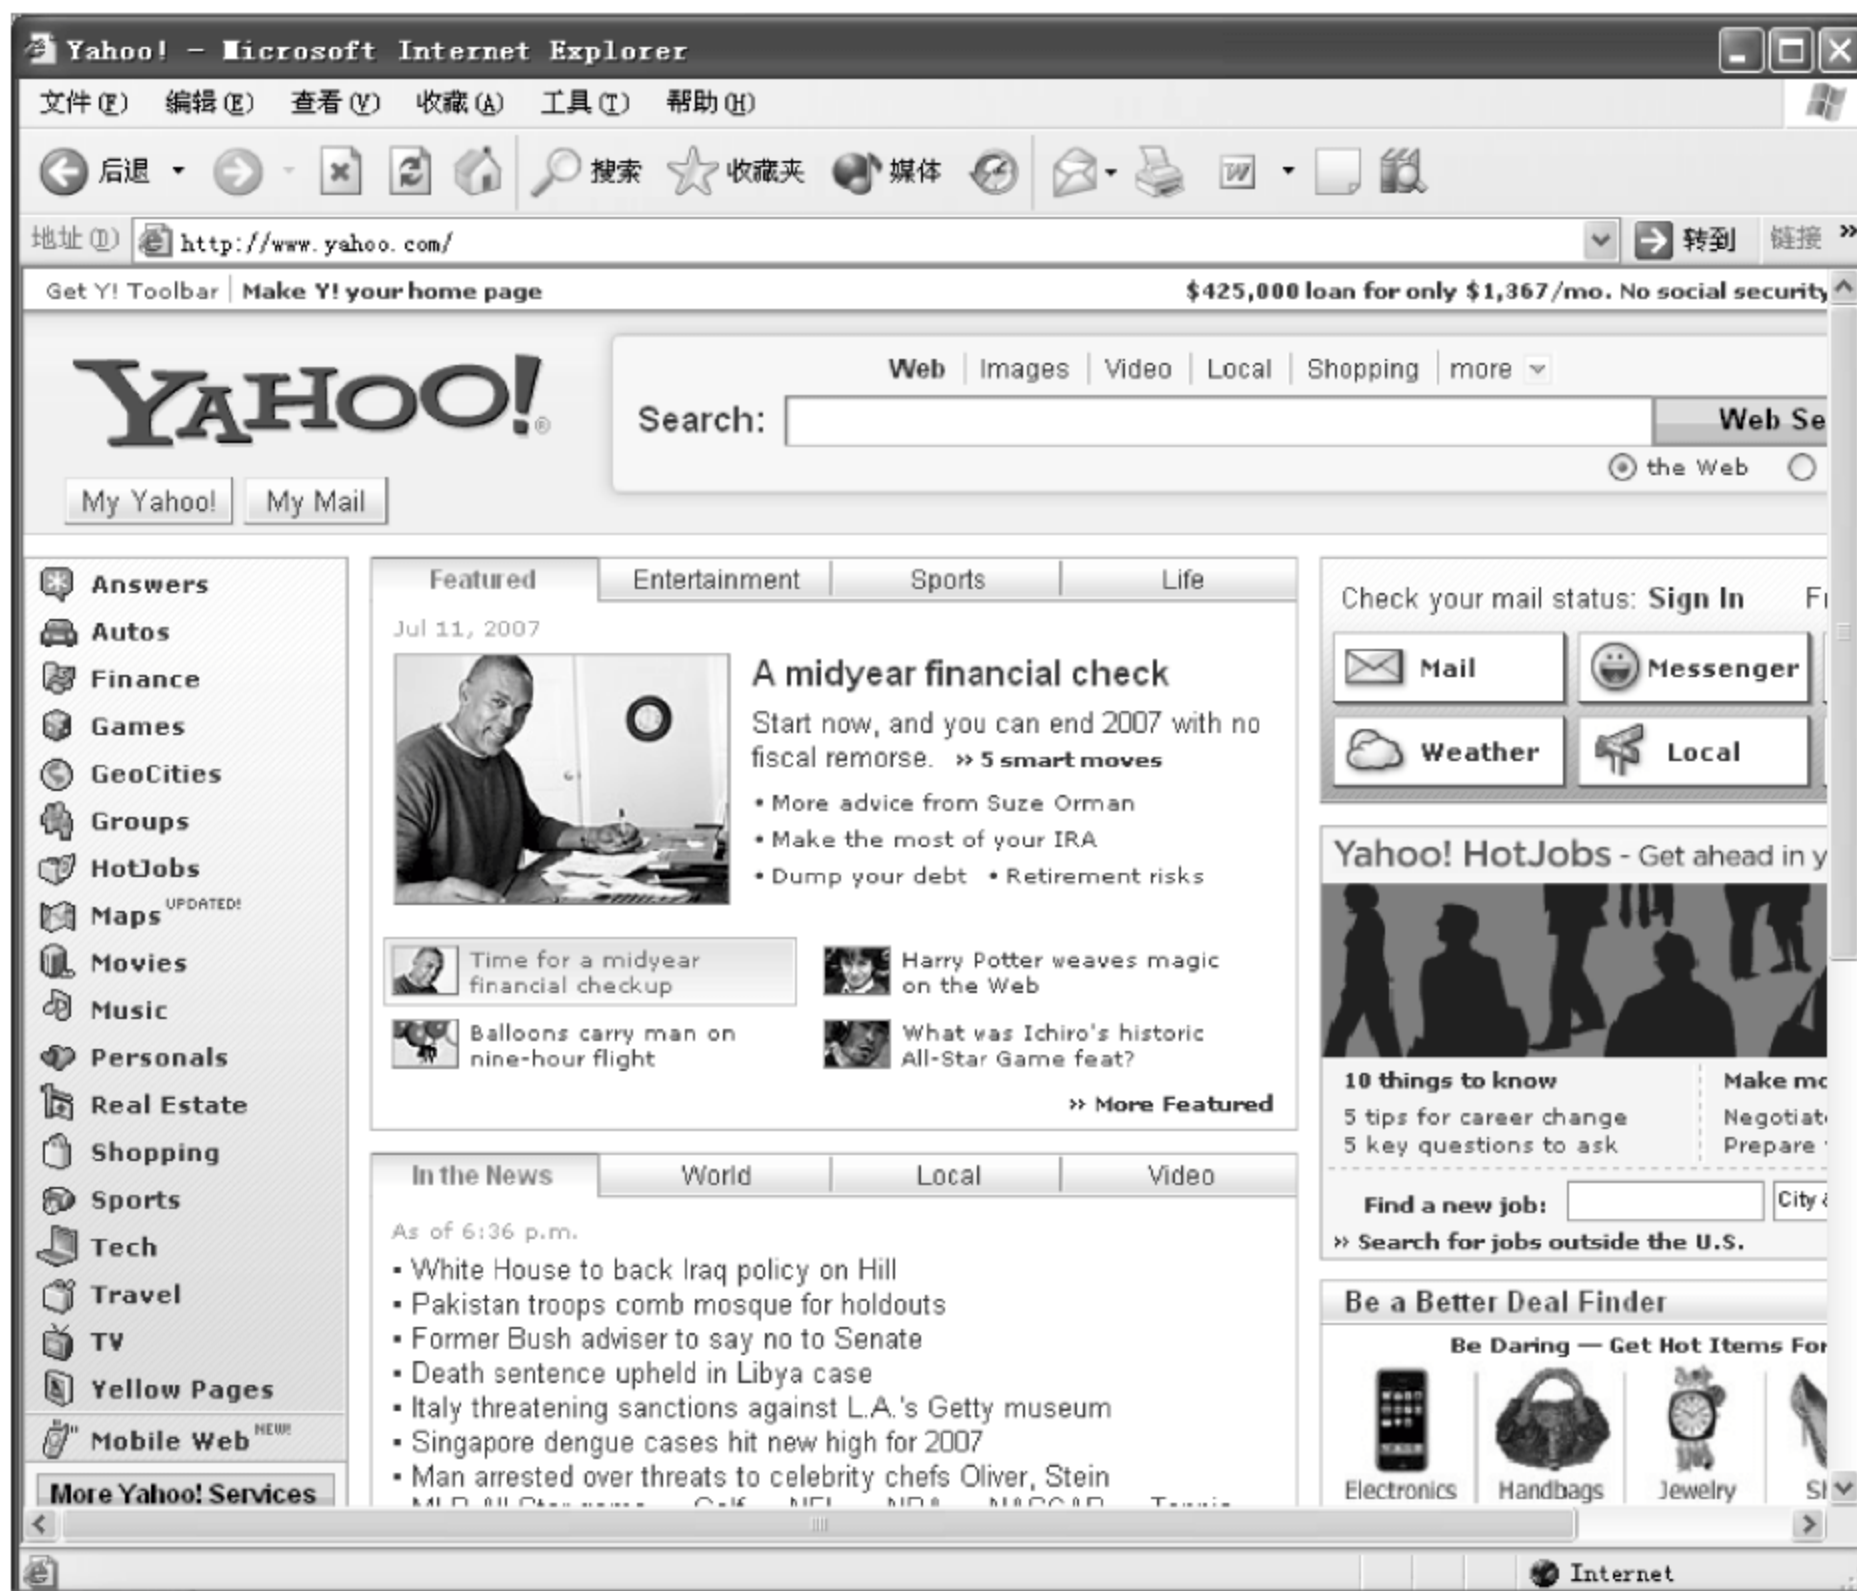 Yahoo! - Microsoft Internet Explorer
文件(F) 编辑(E) 查看(V) 收藏(A) 工具(T) 帮助(H)
后退 搜索 收藏夹 媒体
地址(D) http://www.yahoo.com/ 转到 链接 »
Get Y! Toolbar | Make Y! your home page $425,000 loan for only $1,367/mo. No social security
YAHOO!®
Web | Images | Video | Local | Shopping | more
Search: Web Se
the Web
My Yahoo! My Mail
Answers
Autos
Finance
Games
GeoCities
Groups
HotJobs
Maps UPDATED!
Movies
Music
Personals
Real Estate
Shopping
Sports
Tech
Travel
TV
Yellow Pages
Mobile Web NEW!
More Yahoo! Services
Featured Entertainment Sports Life
Jul 11, 2007
A midyear financial check
Start now, and you can end 2007 with no
fiscal remorse. » 5 smart moves
• More advice from Suze Orman
• Make the most of your IRA
• Dump your debt • Retirement risks
Time for a midyear
financial checkup
Harry Potter weaves magic
on the Web
Balloons carry man on
nine-hour flight
What was Ichiro's historic
All-Star Game feat?
» More Featured
In the News World Local Video
As of 6:36 p.m.
• White House to back Iraq policy on Hill
• Pakistan troops comb mosque for holdouts
• Former Bush adviser to say no to Senate
• Death sentence upheld in Libya case
• Italy threatening sanctions against L.A.'s Getty museum
• Singapore dengue cases hit new high for 2007
• Man arrested over threats to celebrity chefs Oliver, Stein
Check your mail status: Sign In
Mail Messenger
Weather Local
Yahoo! HotJobs - Get ahead in y
10 things to know
5 tips for career change
5 key questions to ask
Make mo
Negotiat
Prepare
Find a new job: City
» Search for jobs outside the U.S.
Be a Better Deal Finder
Be Daring — Get Hot Items For
Electronics Handbags Jewelry
Internet